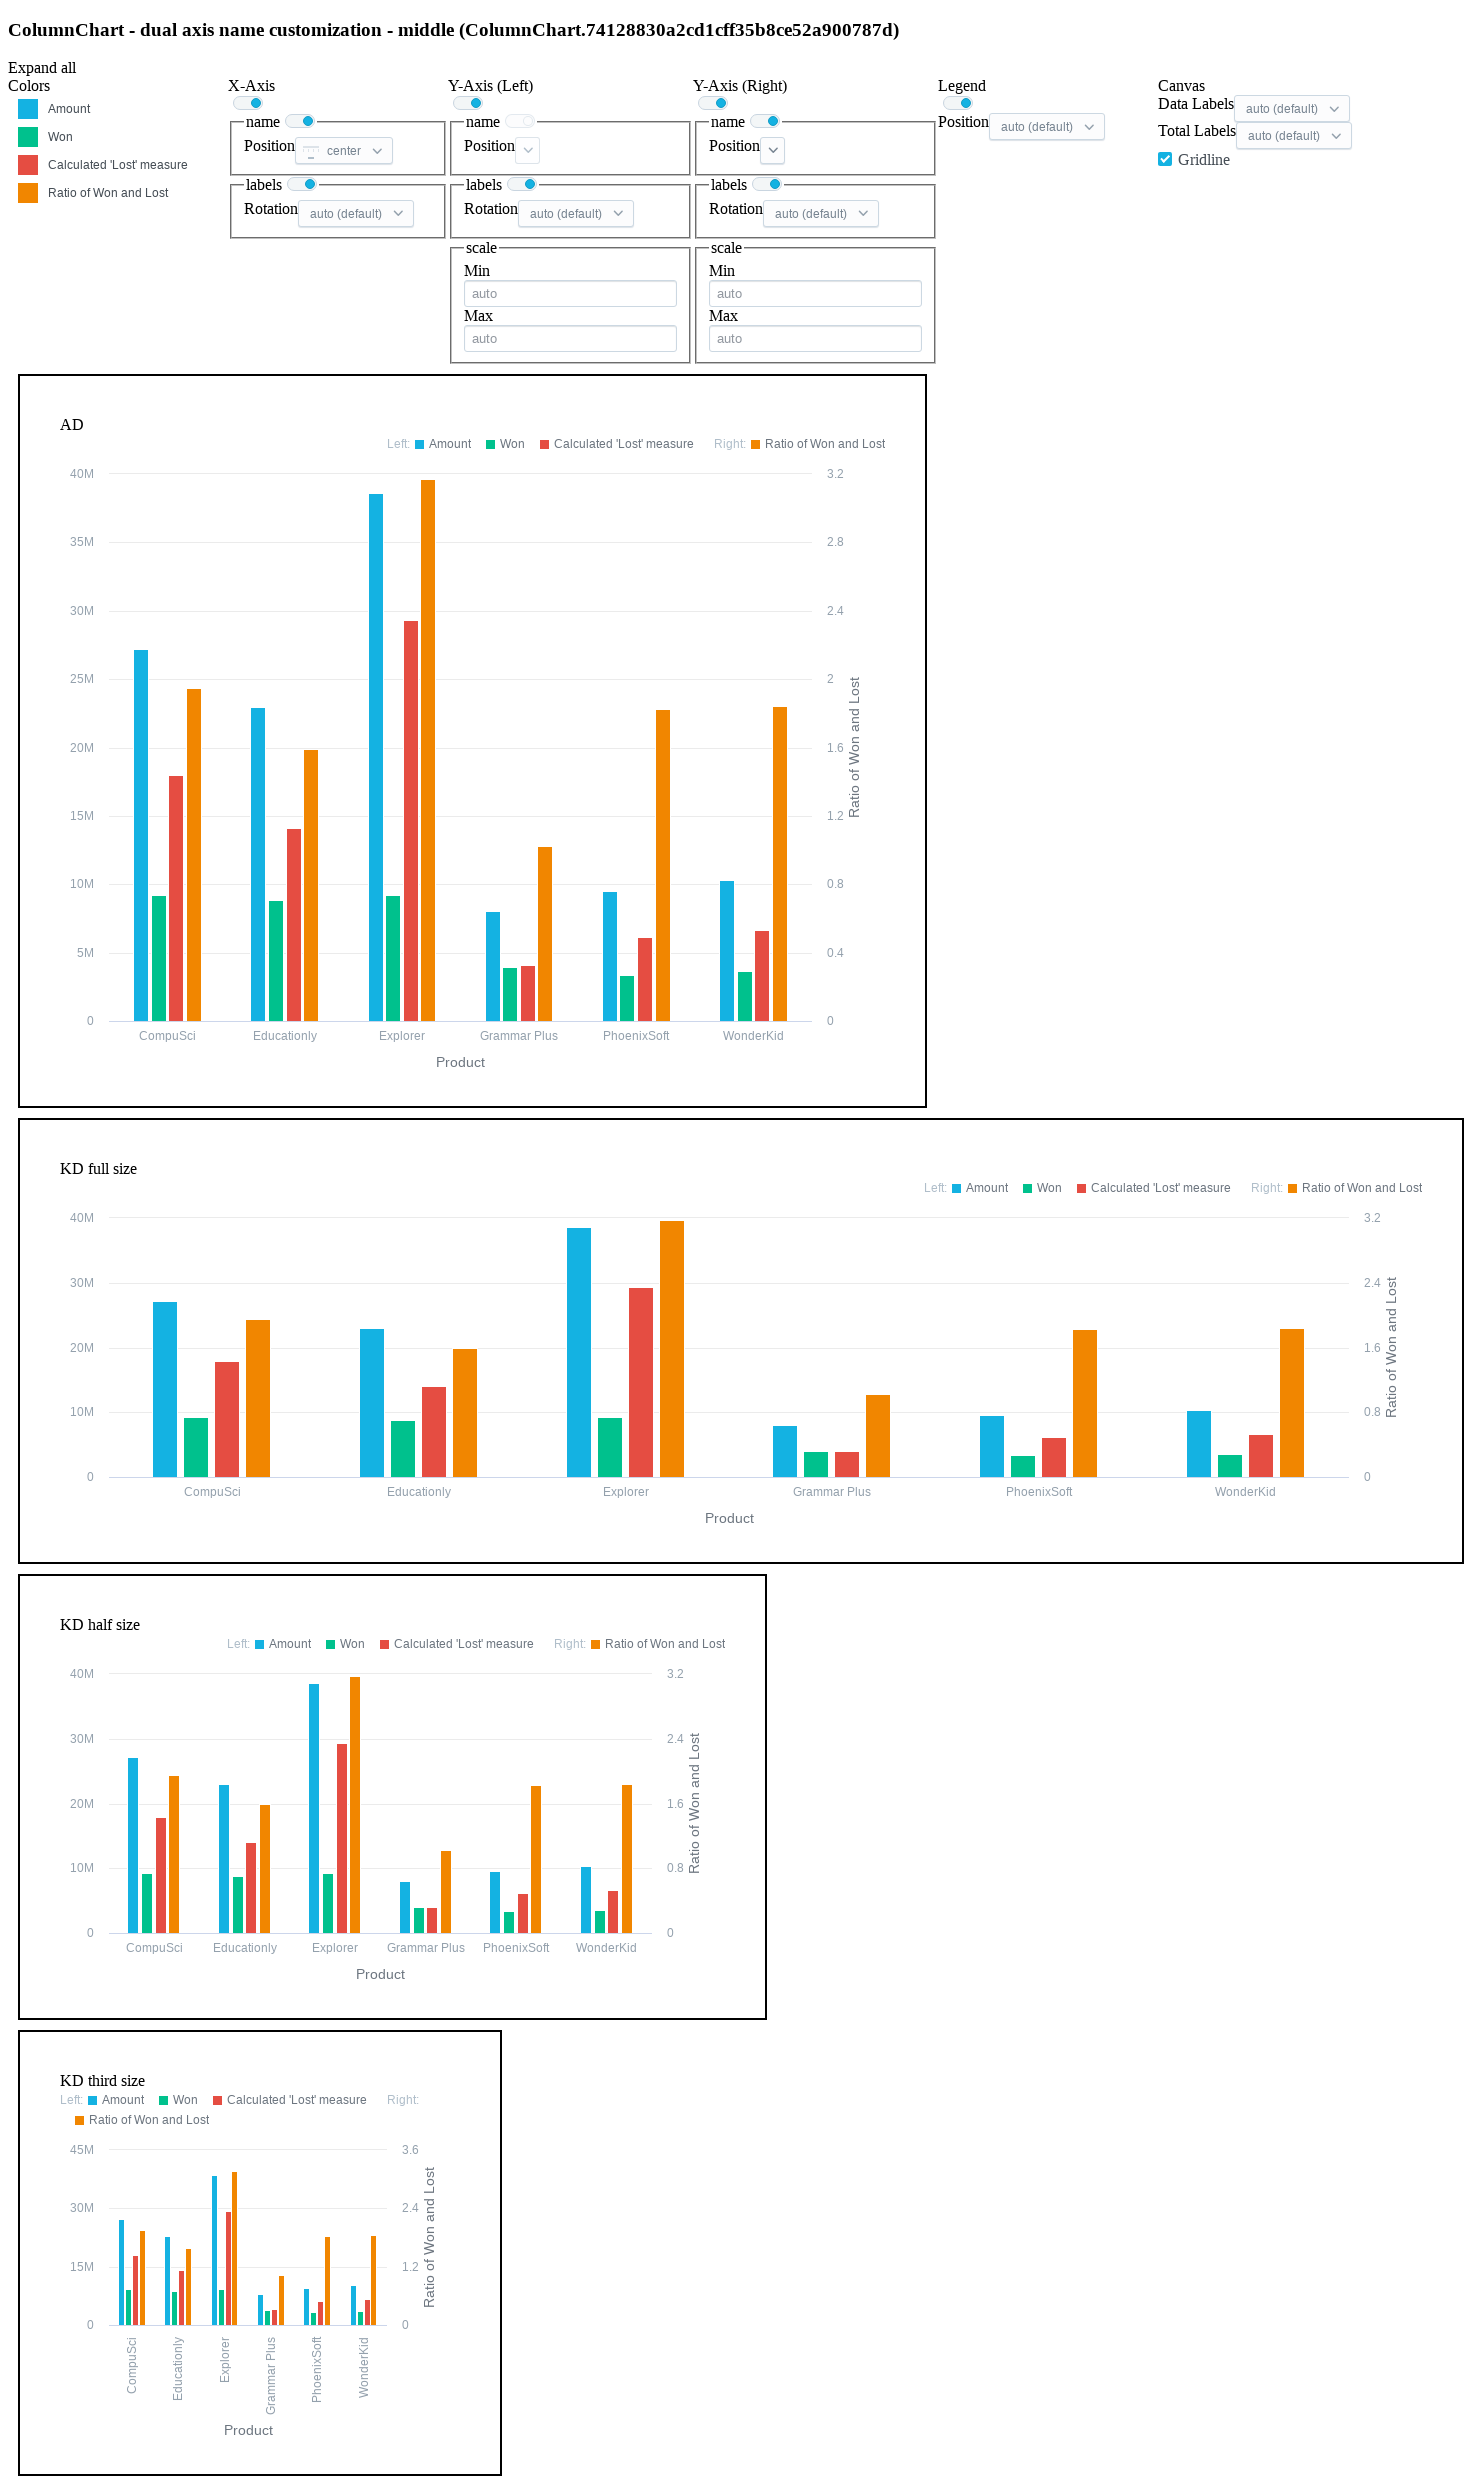 ColumnChart - dual axis name customization - middle (ColumnChart.74128830a2cd1cff35b8ce52a900787d)
Expand all
Colors
Amount
Won
Calculated 'Lost' measure
Ratio of Won and Lost
X-Axis
name
Position center
labels
Rotation auto (default)
Y-Axis (Left)
name
Position
labels
Rotation auto (default)
scale
Min
auto
Max
auto
Y-Axis (Right)
name
Position
labels
Rotation auto (default)
scale
Min
auto
Max
auto
Legend
Position auto (default)
Canvas
Data Labels auto (default)
Total Labels auto (default)
Gridline
AD
Left: Amount Won Calculated 'Lost' measure Right: Ratio of Won and Lost
40M 3.2
35M 2.8
30M 2.4
25M 2
20M 1.6
15M 1.2
10M 0.8
5M 0.4
0 0
Ratio of Won and Lost
CompuSci Educationly Explorer Grammar Plus PhoenixSoft WonderKid
Product
KD full size
Left: Amount Won Calculated 'Lost' measure Right: Ratio of Won and Lost
40M 3.2
30M 2.4
20M 1.6
10M 0.8
0 0
Ratio of Won and Lost
CompuSci Educationly Explorer Grammar Plus PhoenixSoft WonderKid
Product
KD half size
Left: Amount Won Calculated 'Lost' measure Right: Ratio of Won and Lost
40M 3.2
30M 2.4
20M 1.6
10M 0.8
0 0
Ratio of Won and Lost
CompuSci Educationly Explorer Grammar Plus PhoenixSoft WonderKid
Product
KD third size
Left: Amount Won Calculated 'Lost' measure Right:
Ratio of Won and Lost
45M 3.6
30M 2.4
15M 1.2
0 0
Ratio of Won and Lost
CompuSci Educationly Explorer Grammar Plus PhoenixSoft WonderKid
Product